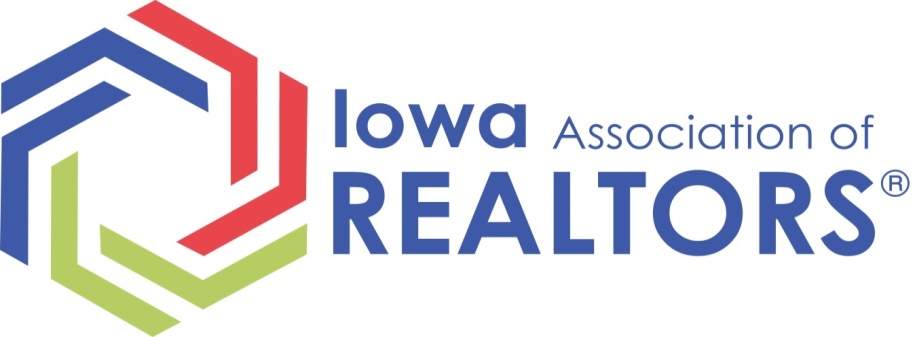 Iowa Association of
REALTORS®